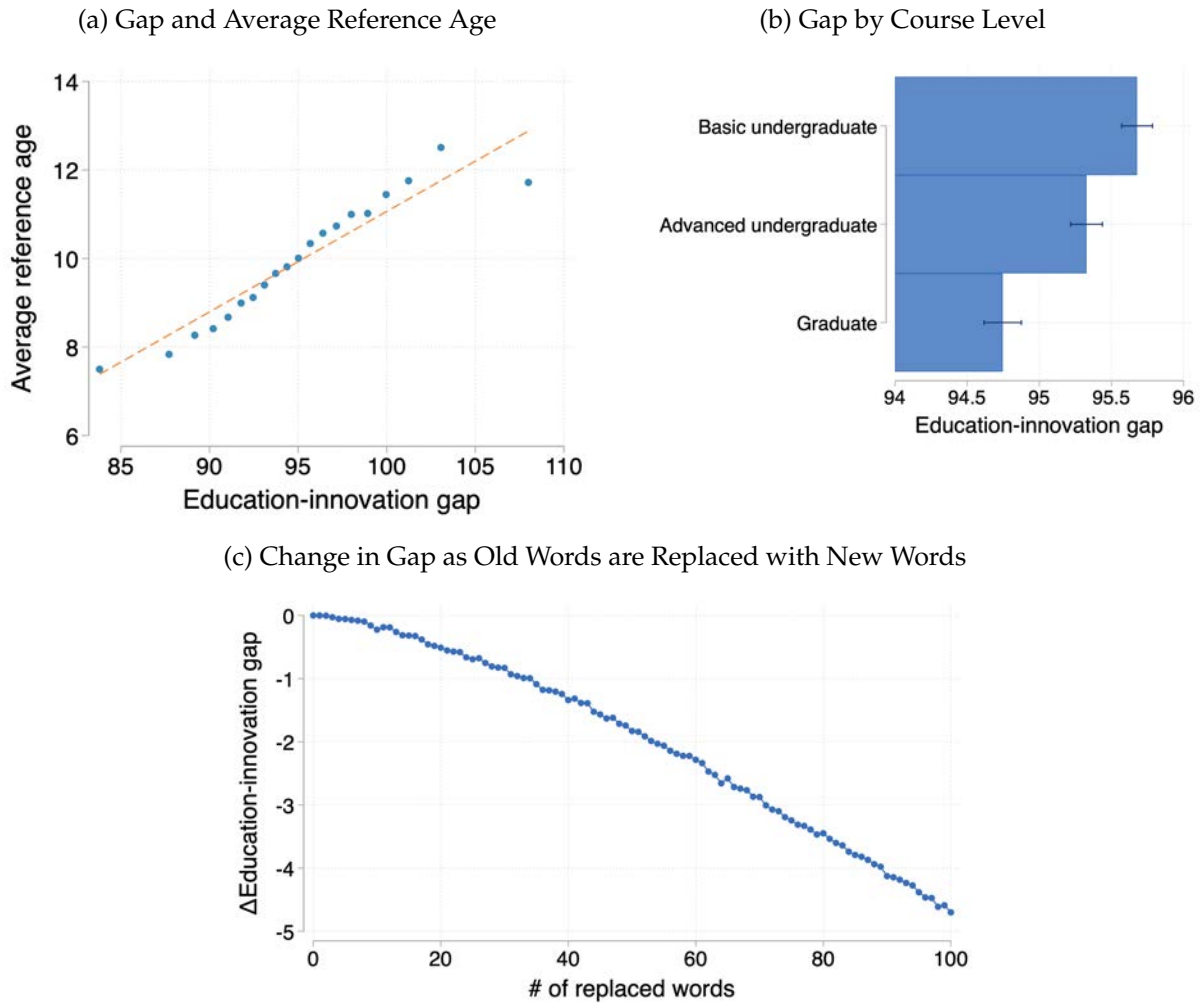 (a) Gap and Average Reference Age
14
12
10
8
6
Average reference age
85 90 95 100 105 110
Education-innovation gap
(b) Gap by Course Level
Basic undergraduate
Advanced undergraduate
Graduate
94 94.5 95 95.5 96
Education-innovation gap
(c) Change in Gap as Old Words are Replaced with New Words
0
-1
-2
-3
-4
-5
ΔEducation-innovation gap
0 20 40 60 80 100
# of replaced words